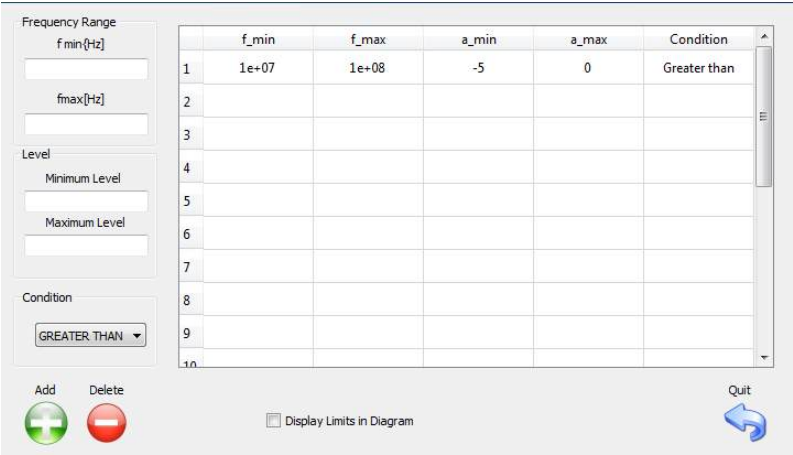 Frequency Range
f min{Hz]
fmax[Hz]
Level
Minimum Level
Maximum Level
Condition
GREATER THAN
f_min f_max a_min a_max Condition
1 1e+07 1e+08 -5 0 Greater than
2
3
4
5
6
7
8
9
10
Add Delete
Display Limits in Diagram
Quit